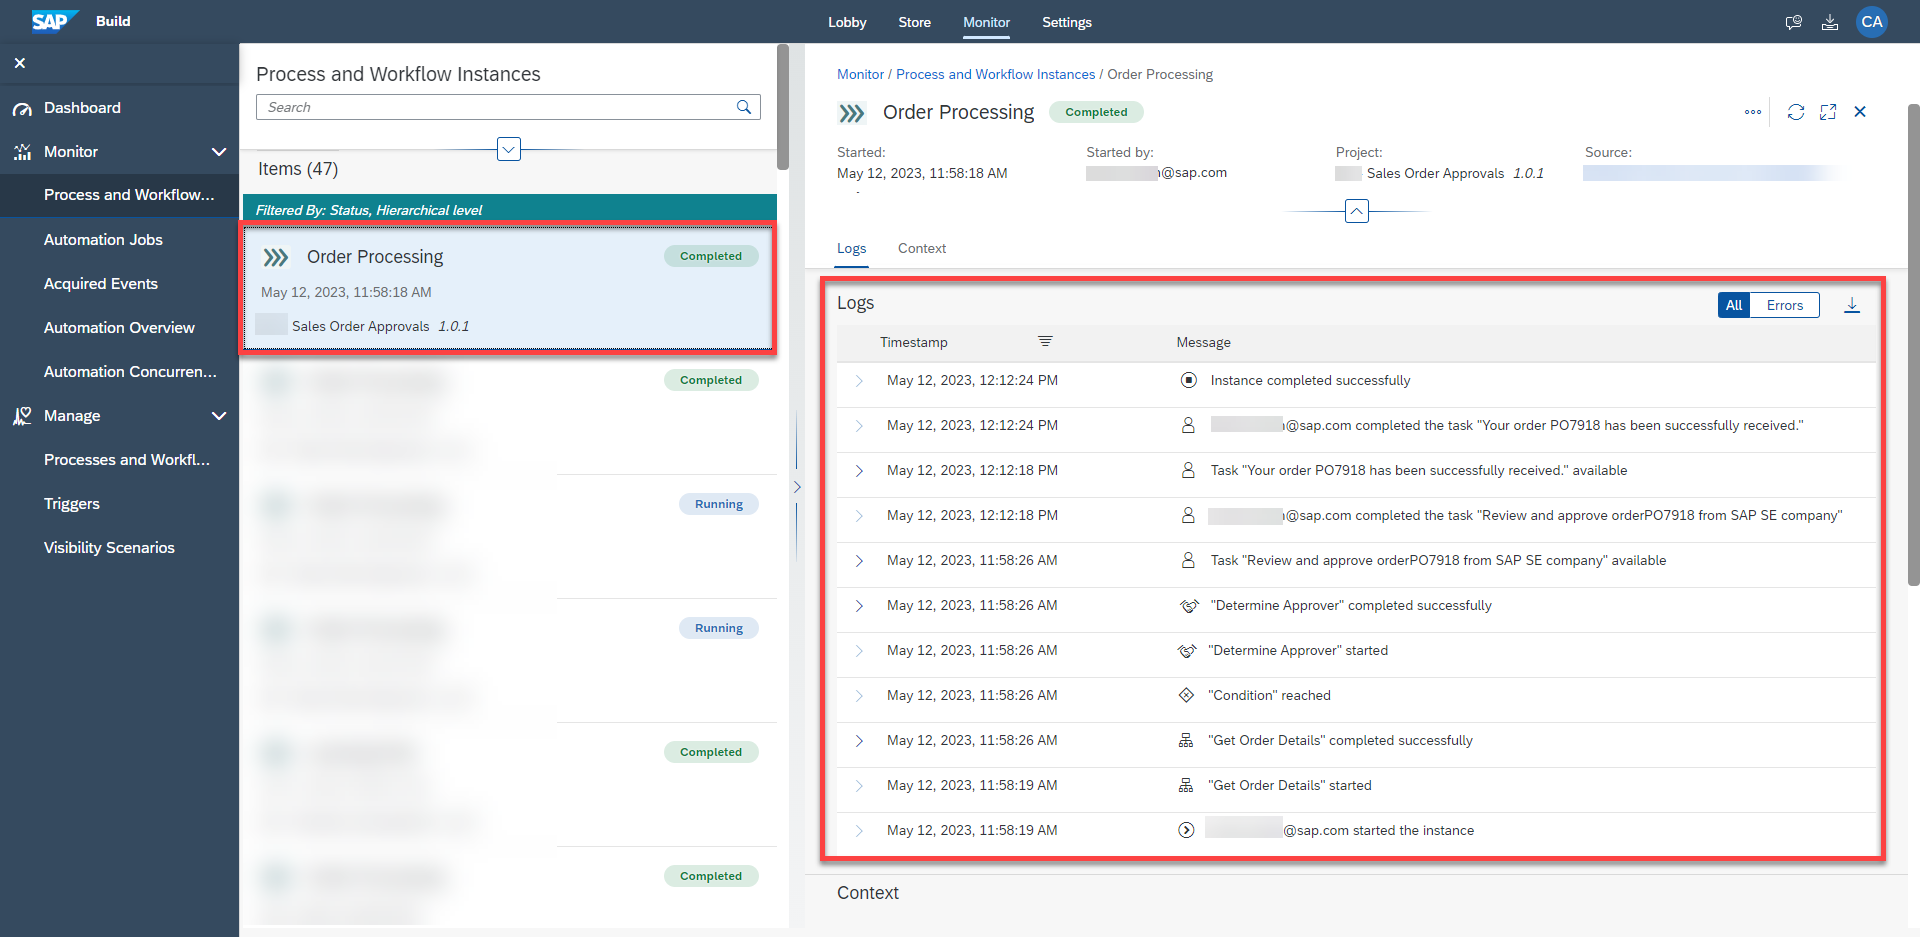 SAP Build
Lobby Store Monitor Settings
CA
Dashboard
Monitor
Process and Workflow...
Automation Jobs
Acquired Events
Automation Overview
Automation Concurren...
Manage
Processes and Workfl...
Triggers
Visibility Scenarios
Process and Workflow Instances
Search
Items (47)
Filtered By: Status, Hierarchical level
Order Processing Completed
May 12, 2023, 11:58:18 AM
Sales Order Approvals 1.0.1
Completed
Running
Running
Completed
Completed
Monitor / Process and Workflow Instances / Order Processing
Order Processing Completed
Started: Started by: Project: Source:
May 12, 2023, 11:58:18 AM @sap.com Sales Order Approvals 1.0.1
Logs Context
Logs All Errors
Timestamp Message
May 12, 2023, 12:12:24 PM Instance completed successfully
May 12, 2023, 12:12:24 PM @sap.com completed the task "Your order PO7918 has been successfully received."
May 12, 2023, 12:12:18 PM Task "Your order PO7918 has been successfully received." available
May 12, 2023, 12:12:18 PM @sap.com completed the task "Review and approve orderPO7918 from SAP SE company"
May 12, 2023, 11:58:26 AM Task "Review and approve orderPO7918 from SAP SE company" available
May 12, 2023, 11:58:26 AM "Determine Approver" completed successfully
May 12, 2023, 11:58:26 AM "Determine Approver" started
May 12, 2023, 11:58:26 AM "Condition" reached
May 12, 2023, 11:58:26 AM "Get Order Details" completed successfully
May 12, 2023, 11:58:19 AM "Get Order Details" started
May 12, 2023, 11:58:19 AM @sap.com started the instance
Context